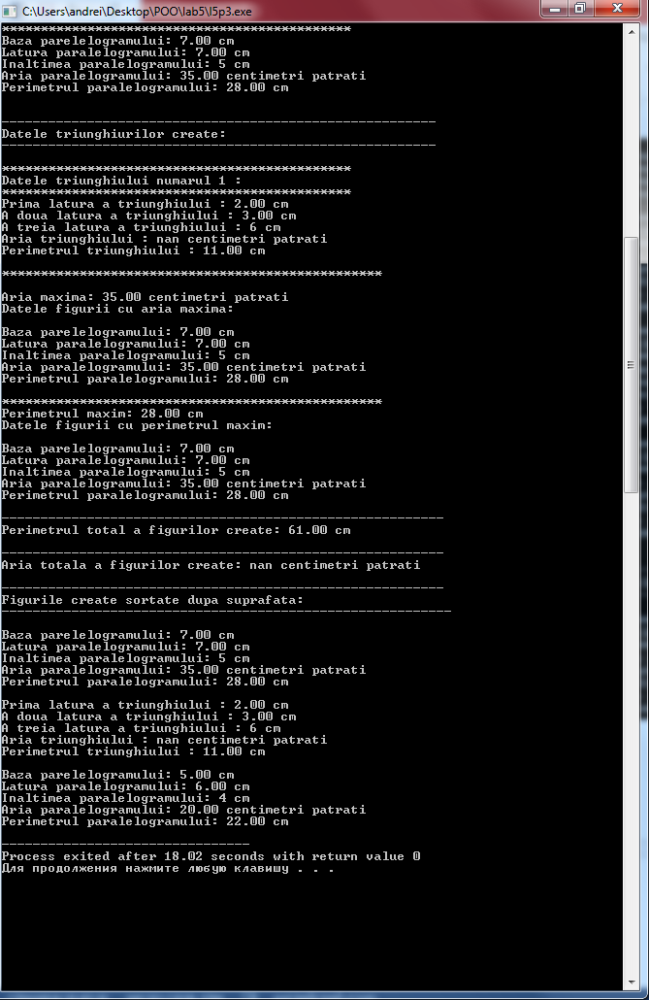 C:\Users\andrei\Desktop\POO\lab5\l5p3.exe
*********************************************
Baza parelelogramului: 7.00 cm
Latura paralelogramului: 7.00 cm
Inaltimea paralelogramului: 5 cm
Aria paralelogramului: 35.00 centimetri patrati
Perimetrul paralelogramului: 28.00 cm
--------------------------------------------------------
Datele triunghiurilor create:
--------------------------------------------------------
*********************************************
Datele triunghiului numarul 1 :
*********************************************
Prima latura a triunghiului : 2.00 cm
A doua latura a triunghiului : 3.00 cm
A treia latura a triunghiului : 6 cm
Aria triunghiului : nan centimetri patrati
Perimetrul triunghiului : 11.00 cm
*************************************************
Aria maxima: 35.00 centimetri patrati
Datele figurii cu aria maxima:
Baza parelelogramului: 7.00 cm
Latura paralelogramului: 7.00 cm
Inaltimea paralelogramului: 5 cm
Aria paralelogramului: 35.00 centimetri patrati
Perimetrul paralelogramului: 28.00 cm
*************************************************
Perimetrul maxim: 28.00 cm
Datele figurii cu perimetrul maxim:
Baza parelelogramului: 7.00 cm
Latura paralelogramului: 7.00 cm
Inaltimea paralelogramului: 5 cm
Aria paralelogramului: 35.00 centimetri patrati
Perimetrul paralelogramului: 28.00 cm
---------------------------------------------------------
Perimetrul total a figurilor create: 61.00 cm
---------------------------------------------------------
Aria totala a figurilor create: nan centimetri patrati
---------------------------------------------------------
Figurile create sortate dupa suprafata:
----------------------------------------------------------
Baza parelelogramului: 7.00 cm
Latura paralelogramului: 7.00 cm
Inaltimea paralelogramului: 5 cm
Aria paralelogramului: 35.00 centimetri patrati
Perimetrul paralelogramului: 28.00 cm
Prima latura a triunghiului : 2.00 cm
A doua latura a triunghiului : 3.00 cm
A treia latura a triunghiului : 6 cm
Aria triunghiului : nan centimetri patrati
Perimetrul triunghiului : 11.00 cm
Baza parelelogramului: 5.00 cm
Latura paralelogramului: 6.00 cm
Inaltimea paralelogramului: 4 cm
Aria paralelogramului: 20.00 centimetri patrati
Perimetrul paralelogramului: 22.00 cm
--------------------------------
Process exited after 18.02 seconds with return value 0
Для продолжения нажмите любую клавишу . . .